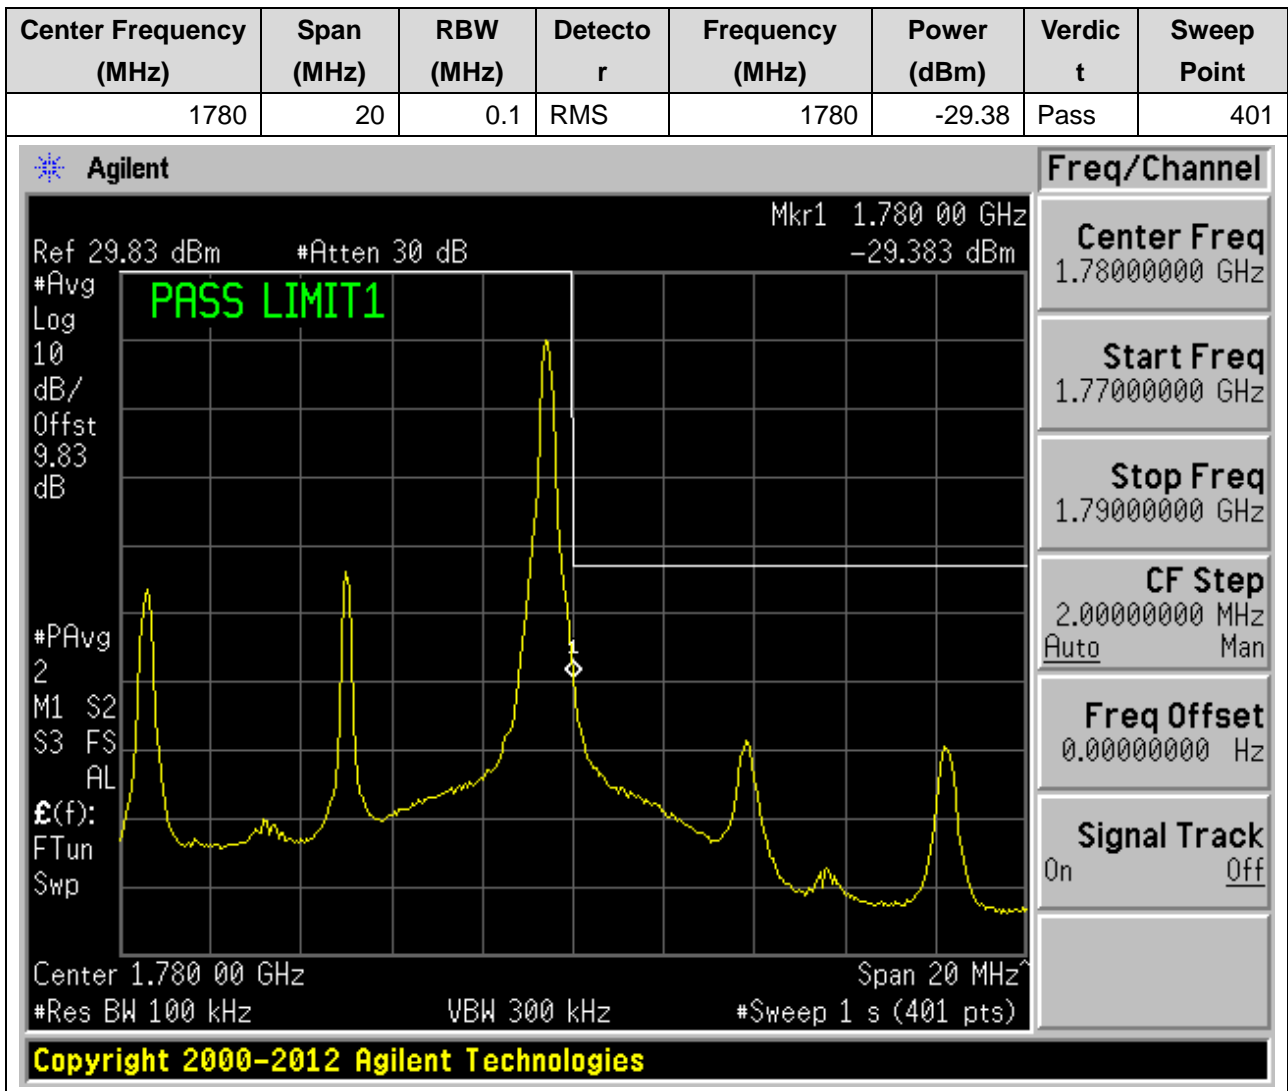 Center Frequency Span RBW Detecto Frequency Power Verdic Sweep
(MHz) (MHz) (MHz) r (MHz) (dBm) t Point
1780 20 0.1 RMS 1780 -29.38 Pass 401
Agilent Freq/Channel
Mkr1 1.780 00 GHz
Ref 29.83 dBm #Atten 30 dB -29.383 dBm
#Avg
Log
10
dB/
Offst
9.83
dB
PASS LIMIT1
1
#PAvg
2
M1 S2
S3 FS
AL
£(f):
FTun
Swp
Center 1.780 00 GHz Span 20 MHz^
#Res BW 100 kHz VBW 300 kHz #Sweep 1 s (401 pts)
Center Freq
1.78000000 GHz
Start Freq
1.77000000 GHz
Stop Freq
1.79000000 GHz
CF Step
2.00000000 MHz
Auto Man
Freq Offset
0.00000000 Hz
Signal Track
On Off
Copyright 2000-2012 Agilent Technologies